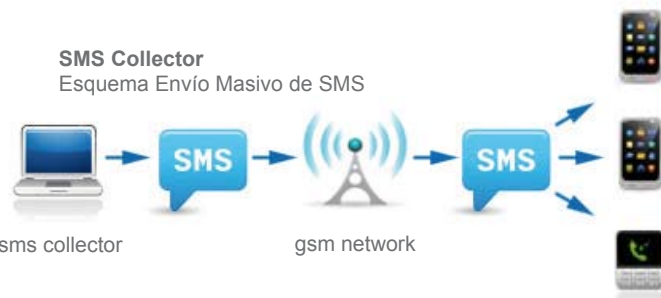 SMS Collector
Esquema Envío Masivo de SMS
SMS
SMS
sms collector
gsm network